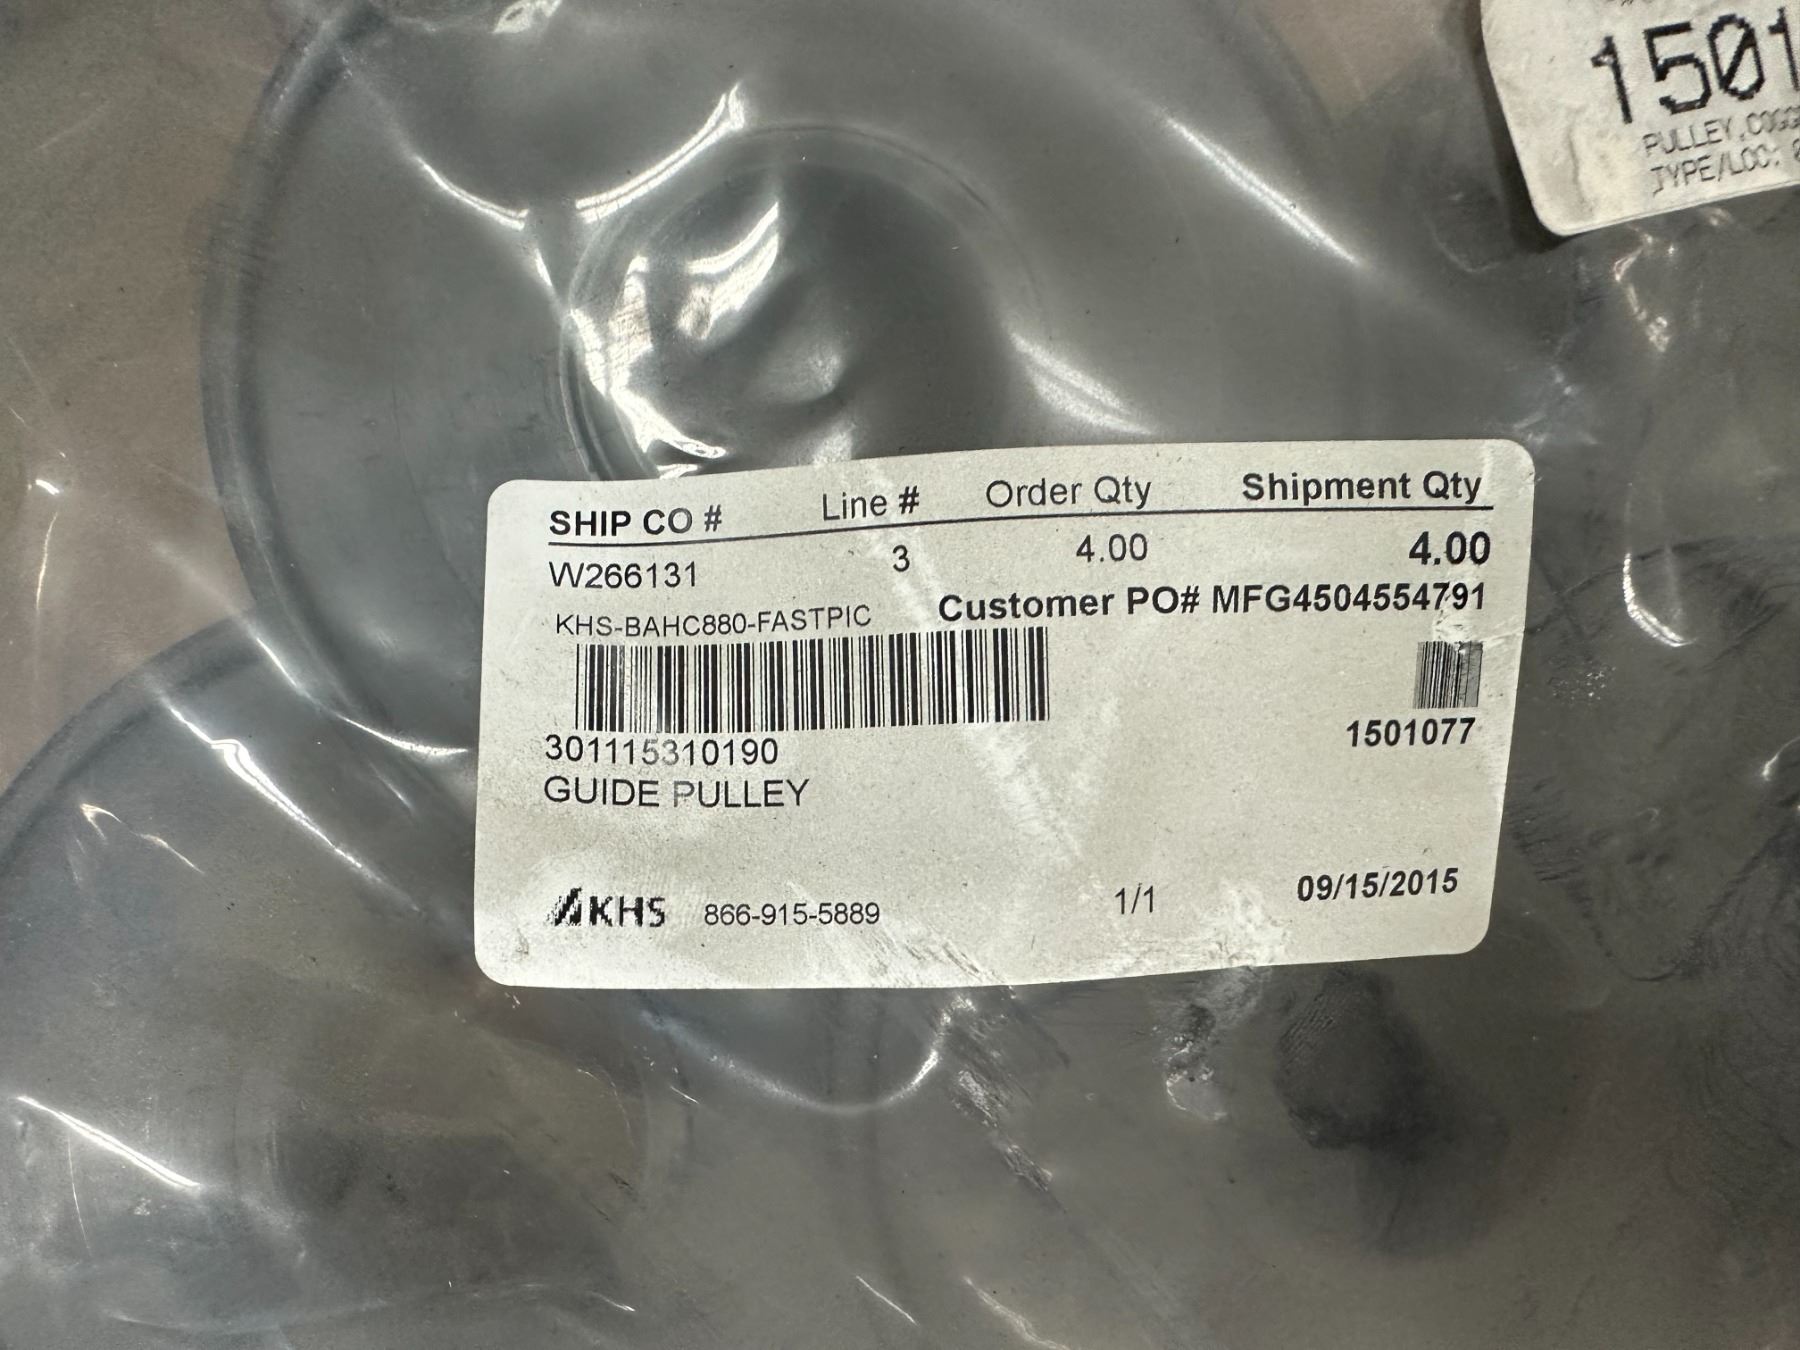 1501
PULLEY,COGG
TYPE/LOC:
SHIP CO # Line # Order Qty Shipment Qty
W266131 3 4.00 4.00
KHS-BAHC880-FASTPIC Customer PO# MFG4504554791
301115310190 1501077
GUIDE PULLEY
KHS 866-915-5889 1/1 09/15/2015